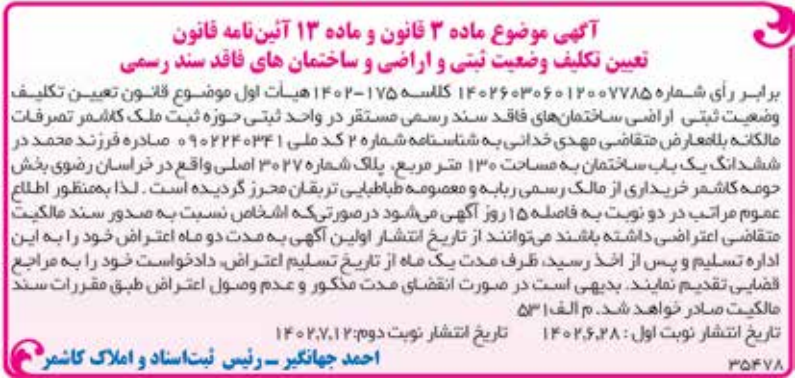 آگهی موضوع ماده ۳ قانون و ماده ۱۳ آئین‌نامه قانون
تعیین تکلیف وضعیت ثبتی و اراضی و ساختمان های فاقد سند رسمی
برابر رأی شماره ۱۴۰۲۶۰۳۰۶۰۱۲۰۰۷۷۸۵ کلاسه ۱۷۵-۱۴۰۲هیأت اول موضوع قانون تعیین تکلیف
وضعیت ثبتی اراضی ساختمان‌های فاقد سند رسمی مستقر در واحد ثبتی حوزه ثبت ملک کاشمر تصرفات
مالکانه بلامعارض متقاضی مهدی خدائی به شناسنامه شماره ۲ کد ملی ۰۹۰۲۲۴۰۳۴۱ صادره فرزند محمد در
ششدانگ یک باب ساختمان به مساحت ۱۳۰ متر مربع، پلاک شماره ۳۰۲۷ اصلی واقع در خراسان رضوی بخش
حومه کاشمر خریداری از مالک رسمی ربابه و معصومه طباطبایی تربقان محرز گردیده است . لذا به‌منظور اطلاع
عموم مراتب در دو نوبت به فاصله ۱۵ روز آگهی می‌شود درصورتی‌که اشخاص نسبت به صدور سند مالکیت
متقاضی اعتراضی داشته باشند می‌توانند از تاریخ انتشار اولین آگهی به مدت دو ماه اعتراض خود را به این
اداره تسلیم و پس از اخذ رسید، ظرف مدت یک ماه از تاریخ تسلیم اعتراض، دادخواست خود را به مراجع
قضایی تقدیم نمایند. بدیهی است در صورت انقضای مدت مذکور و عدم وصول اعتراض طبق مقررات سند
مالکیت صادر خواهد شد. م الف۵۳۱
تاریخ انتشار نوبت اول : ۱۴۰۲,۶,۲۸ تاریخ انتشار نوبت دوم:۱۴۰۲,۷,۱۲
احمد جهانگیر – رئیس ثبت‌اسناد و املاک کاشمر
۳۵۴۷۸